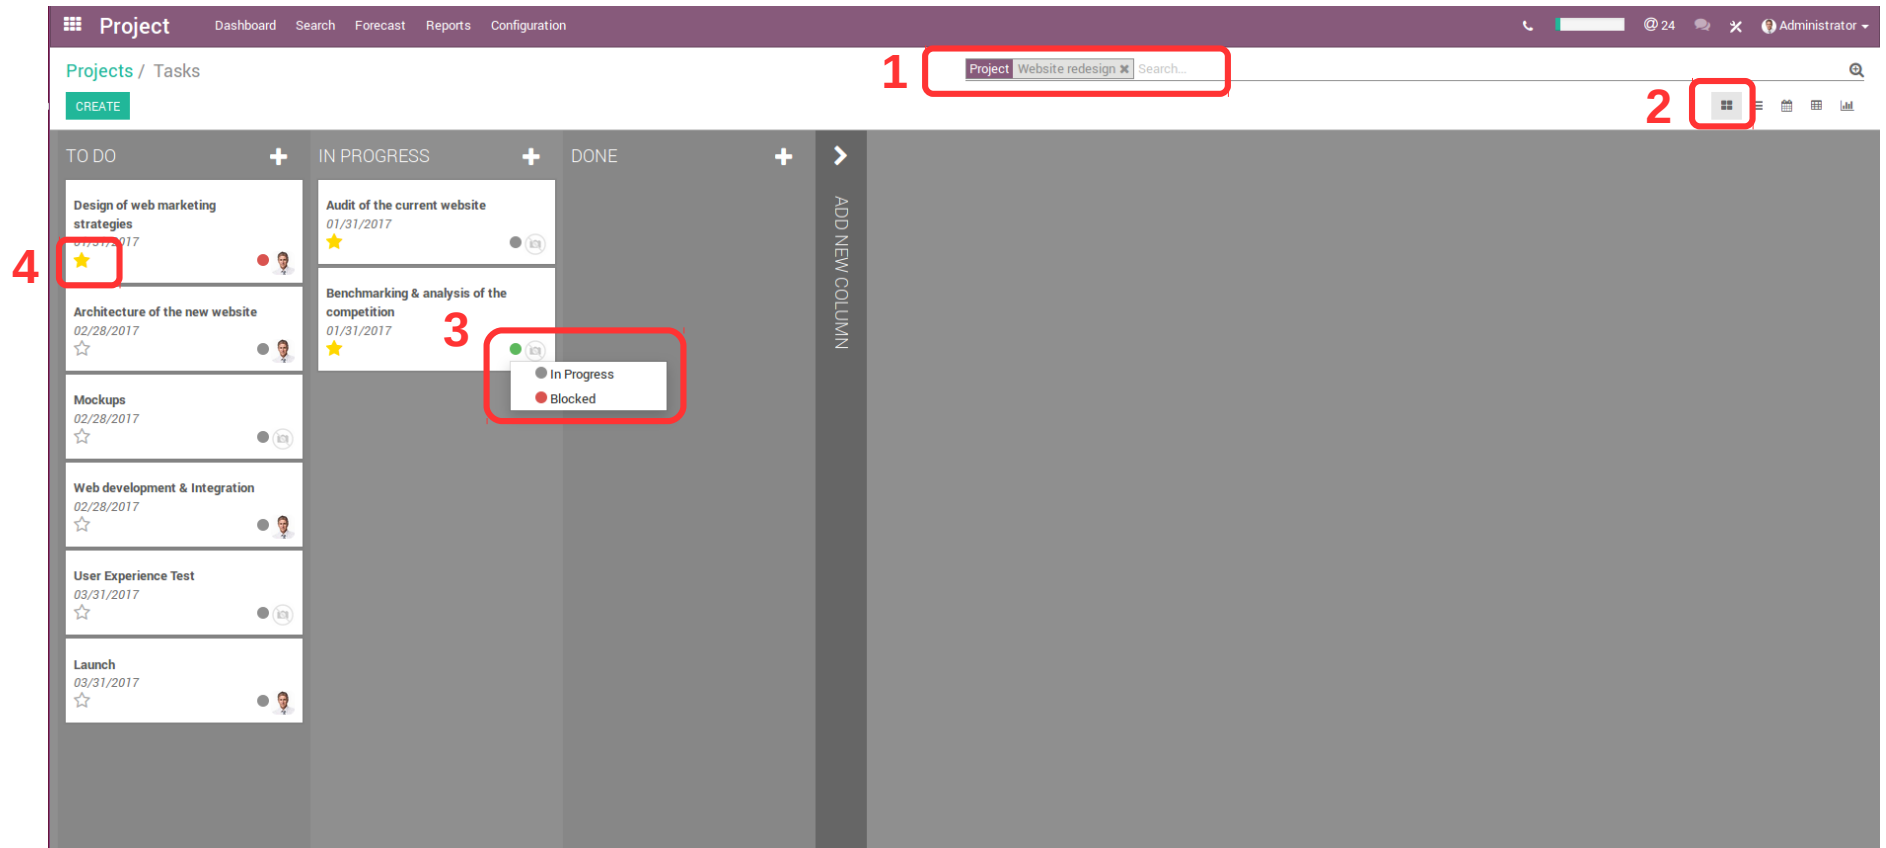 Project Dashboard Search Forecast Reports Configuration @ 24 Administrator
Projects / Tasks
1
Project Website redesign ✖ Search...
CREATE
2
TO DO
Design of web marketing
strategies
01/31/2017
4
Architecture of the new website
02/28/2017
Mockups
02/28/2017
Web development & Integration
02/28/2017
User Experience Test
03/31/2017
Launch
03/31/2017
IN PROGRESS
Audit of the current website
01/31/2017
Benchmarking & analysis of the
competition
01/31/2017
3
In Progress
Blocked
DONE
ADD NEW COLUMN